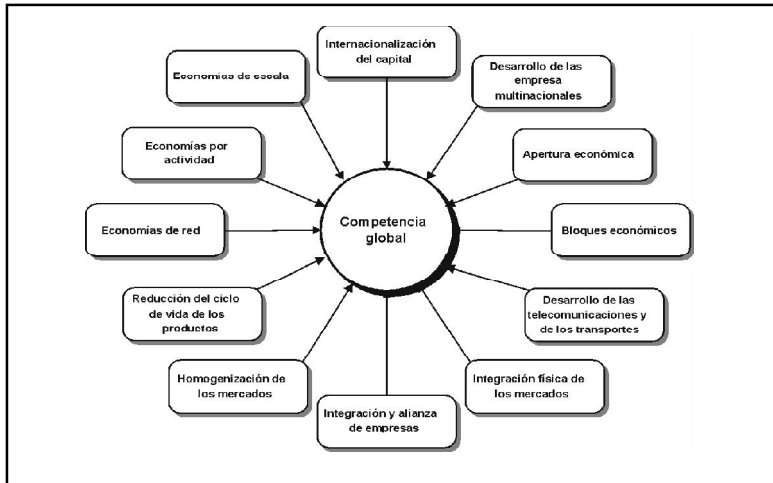 Internacionalización
del capital
Desarrollo de las
empresa
multinacionales
Apertura económica
Bloques económicos
Desarrollo de las
telecomunicaciones y
de los transportes
Integración física de
los mercados
Integración y alianza
de empresas
Homogenización de
los mercados
Reducción del ciclo
de vida de los
productos
Economías de red
Economías por
actividad
Economías de escala
Competencia
global